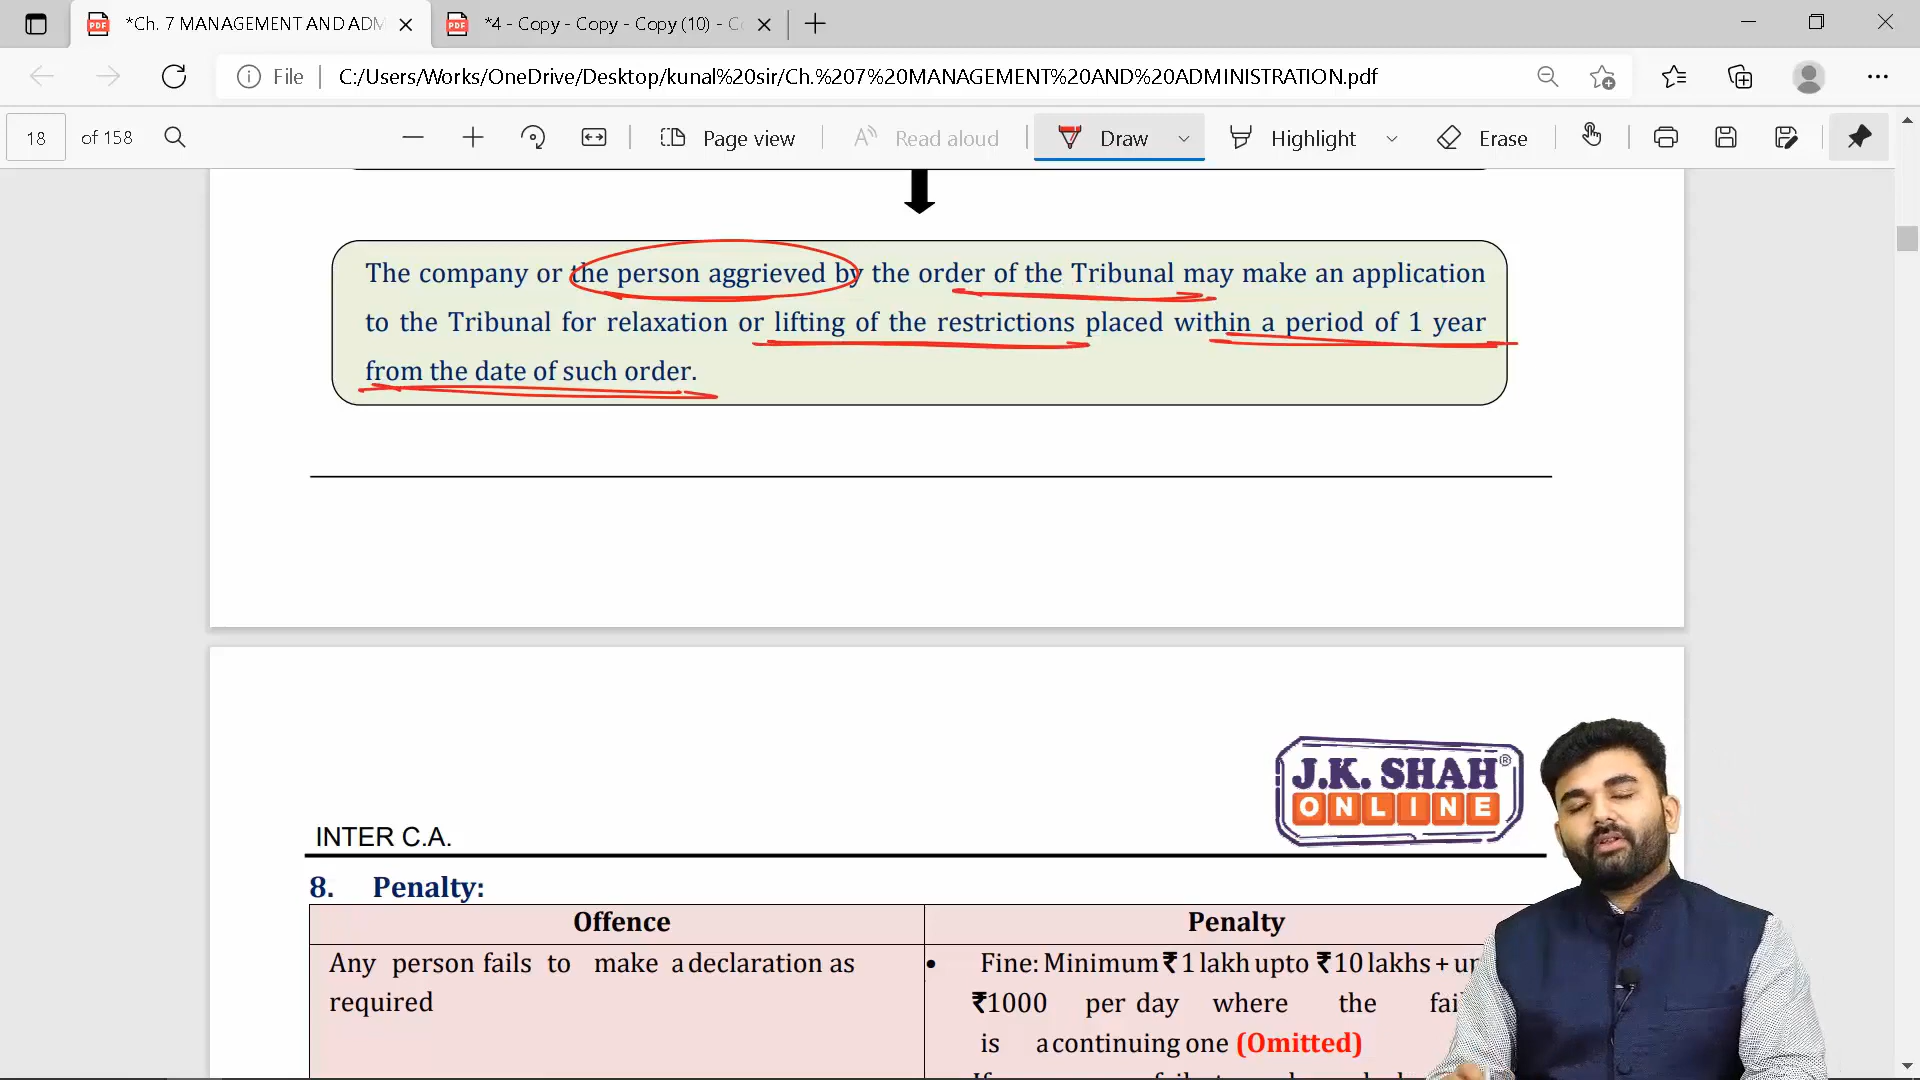 *Ch. 7 MANAGEMENT AND ADM
*4 - Copy - Copy - Copy (10) - Co
File
C:/Users/Works/OneDrive/Desktop/kunal%20sir/Ch.%207%20MANAGEMENT%20AND%20ADMINISTRATION.pdf
18 of 158
Page view
Read aloud
Draw
Highlight
Erase
The company or the person aggrieved by the order of the Tribunal may make an application
to the Tribunal for relaxation or lifting of the restrictions placed within a period of 1 year
from the date of such order.
J.K. SHAH®
ONLINE
INTER C.A.
8. Penalty:
Offence
Penalty
Any person fails to make a declaration as
required
• Fine: Minimum ₹1 lakh upto ₹10 lakhs +
₹1000 per day where the
is a continuing one (Omitted)